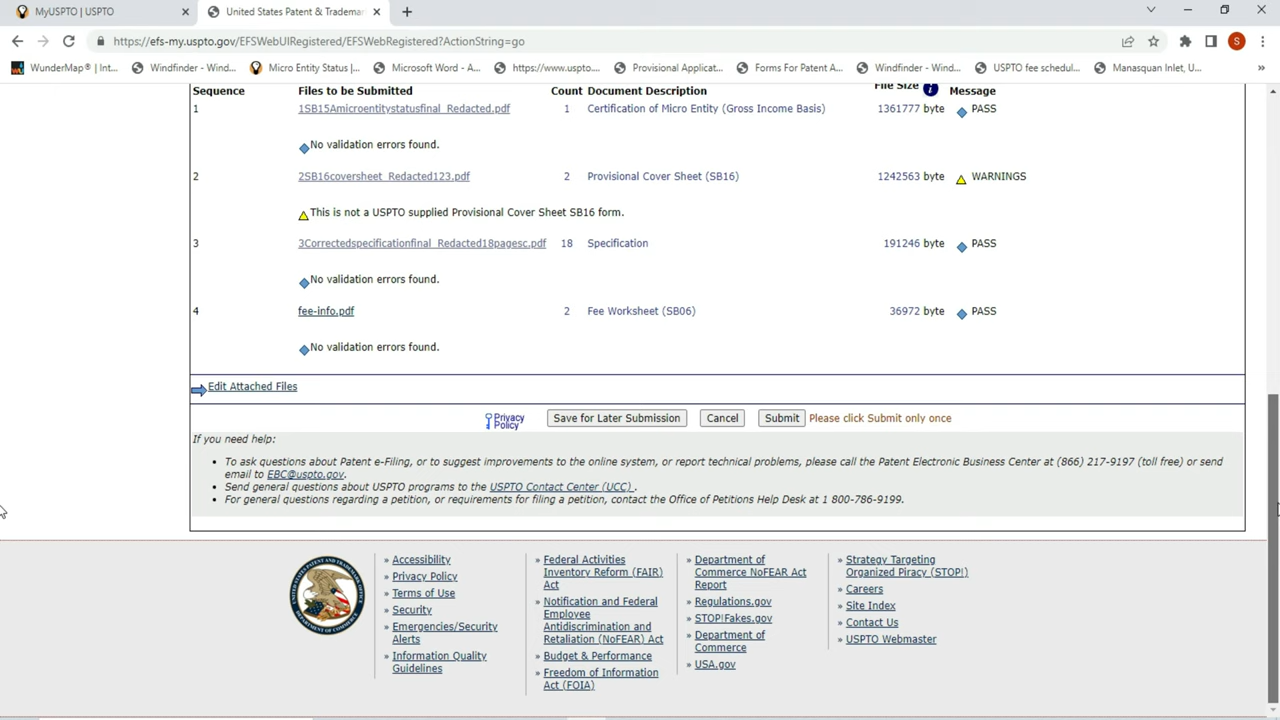 MyUSPTO | USPTO
United States Patent & Trademar
https://efs-my.uspto.gov/EFSWebUIRegistered/EFSWebRegistered?ActionString=go
S
WunderMap® | Int...
Windfinder - Wind...
Micro Entity Status |...
Microsoft Word - A...
https://www.uspto....
Provisional Applicat...
Forms For Patent A...
Windfinder - Wind...
USPTO fee schedul...
Manasquan Inlet, U...
Sequence Files to be Submitted Count Document Description File Size i Message
1 1SB15Amicroentitystatusfinal_Redacted.pdf 1 Certification of Micro Entity (Gross Income Basis) 1361777 byte PASS
No validation errors found.
2 2SB16coversheet_Redacted123.pdf 2 Provisional Cover Sheet (SB16) 1242563 byte WARNINGS
This is not a USPTO supplied Provisional Cover Sheet SB16 form.
3 3Correctedspecificationfinal_Redacted18pagesc.pdf 18 Specification 191246 byte PASS
No validation errors found.
4 fee-info.pdf 2 Fee Worksheet (SB06) 36972 byte PASS
No validation errors found.
Edit Attached Files
Privacy
Policy
Save for Later Submission Cancel Submit Please click Submit only once
If you need help:
• To ask questions about Patent e-Filing, or to suggest improvements to the online system, or report technical problems, please call the Patent Electronic Business Center at (866) 217-9197 (toll free) or send
email to EBC@uspto.gov.
• Send general questions about USPTO programs to the USPTO Contact Center (UCC) .
• For general questions regarding a petition, or requirements for filing a petition, contact the Office of Petitions Help Desk at 1 800-786-9199.
» Accessibility
» Privacy Policy
» Terms of Use
» Security
» Emergencies/Security
Alerts
» Information Quality
Guidelines
» Federal Activities
Inventory Reform (FAIR)
Act
» Notification and Federal
Employee
Antidiscrimination and
Retaliation (NoFEAR) Act
» Budget & Performance
» Freedom of Information
Act (FOIA)
» Department of
Commerce NoFEAR Act
Report
» Regulations.gov
» STOP!Fakes.gov
» Department of
Commerce
» USA.gov
» Strategy Targeting
Organized Piracy (STOP!)
» Careers
» Site Index
» Contact Us
» USPTO Webmaster